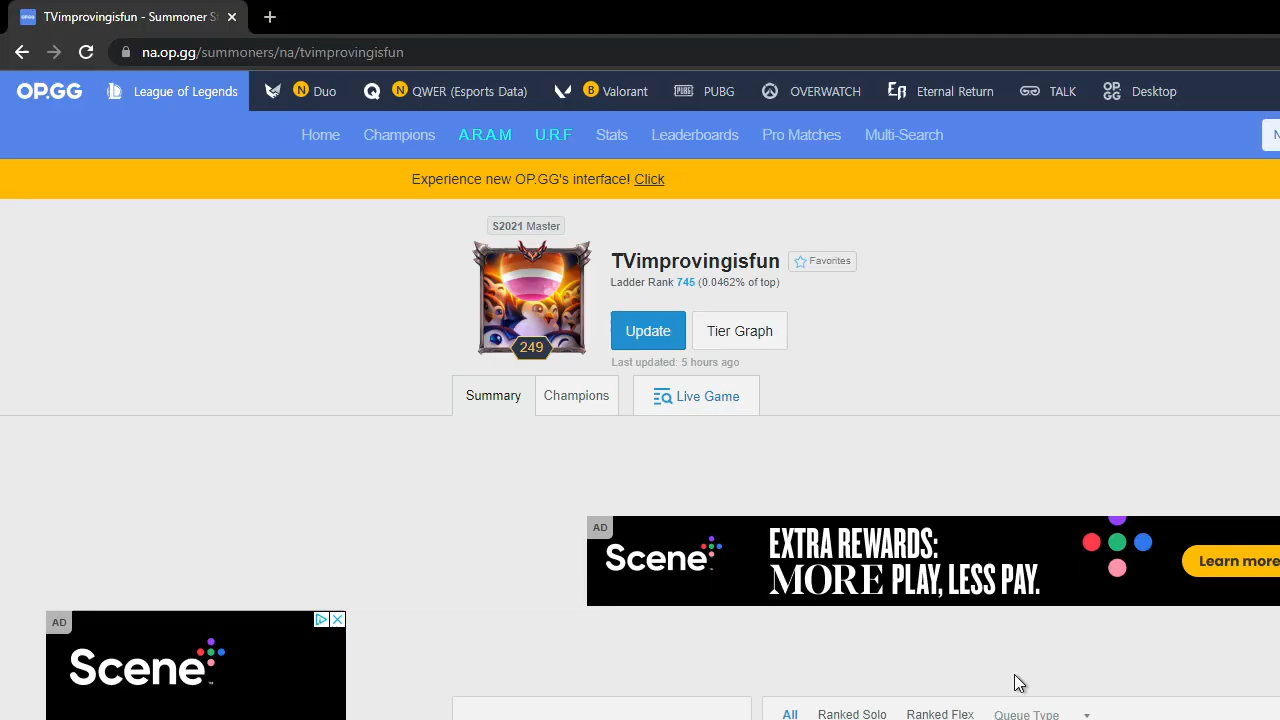 TVimprovingisfun - Summoner S
na.op.gg/summoners/na/tvimprovingisfun
OP.GG League of Legends N Duo N QWER (Esports Data) B Valorant PUBG OVERWATCH Eternal Return TALK OP.GG Desktop
Home Champions A.R.A.M U.R.F Stats Leaderboards Pro Matches Multi-Search
Experience new OP.GG's interface! Click
S2021 Master
TVimprovingisfun Favorites
Ladder Rank 745 (0.0462% of top)
249
Update Tier Graph
Last updated: 5 hours ago
Summary Champions Live Game
AD
Scene
EXTRA REWARDS:
MORE PLAY, LESS PAY.
Learn more
AD
Scene
All Ranked Solo Ranked Flex Queue Type